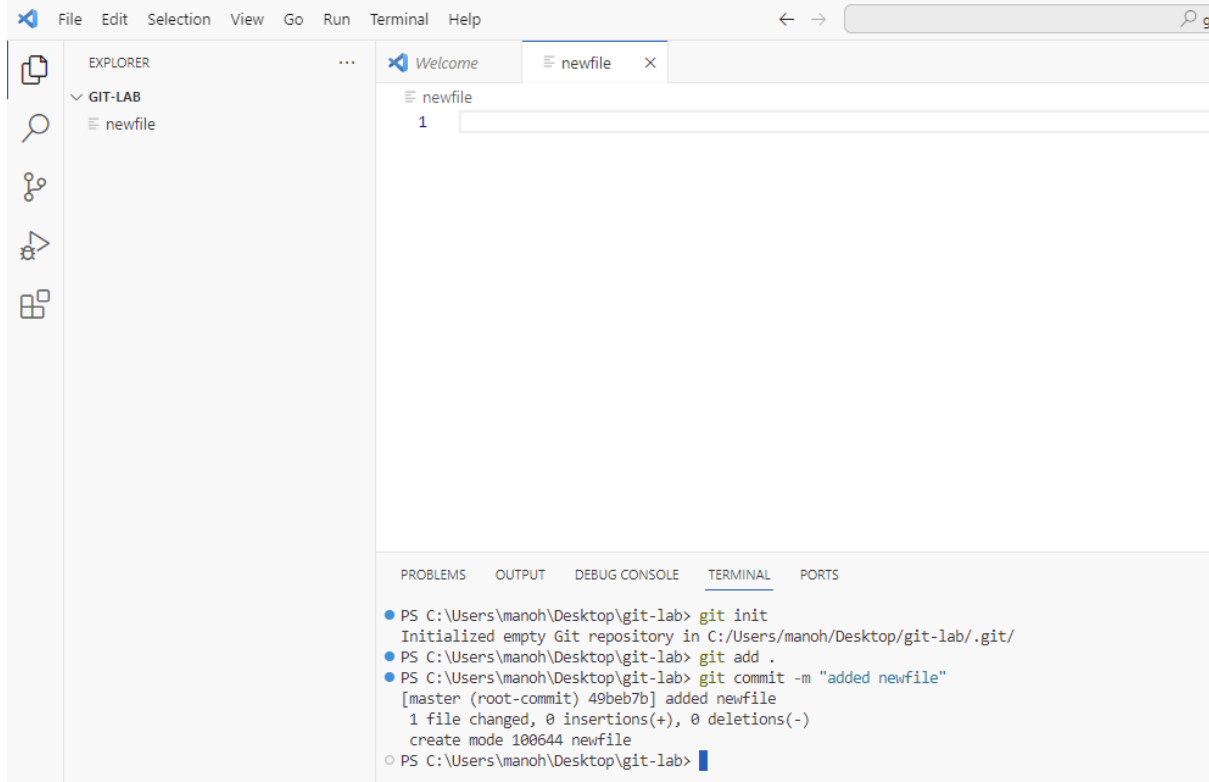 File Edit Selection View Go Run Terminal Help
g
EXPLORER ...
GIT-LAB
newfile
Welcome newfile
newfile
1
PROBLEMS OUTPUT DEBUG CONSOLE TERMINAL PORTS
PS C:\Users\manoh\Desktop\git-lab> git init
Initialized empty Git repository in C:/Users/manoh/Desktop/git-lab/.git/
PS C:\Users\manoh\Desktop\git-lab> git add .
PS C:\Users\manoh\Desktop\git-lab> git commit -m "added newfile"
[master (root-commit) 49beb7b] added newfile
1 file changed, 0 insertions(+), 0 deletions(-)
create mode 100644 newfile
PS C:\Users\manoh\Desktop\git-lab>